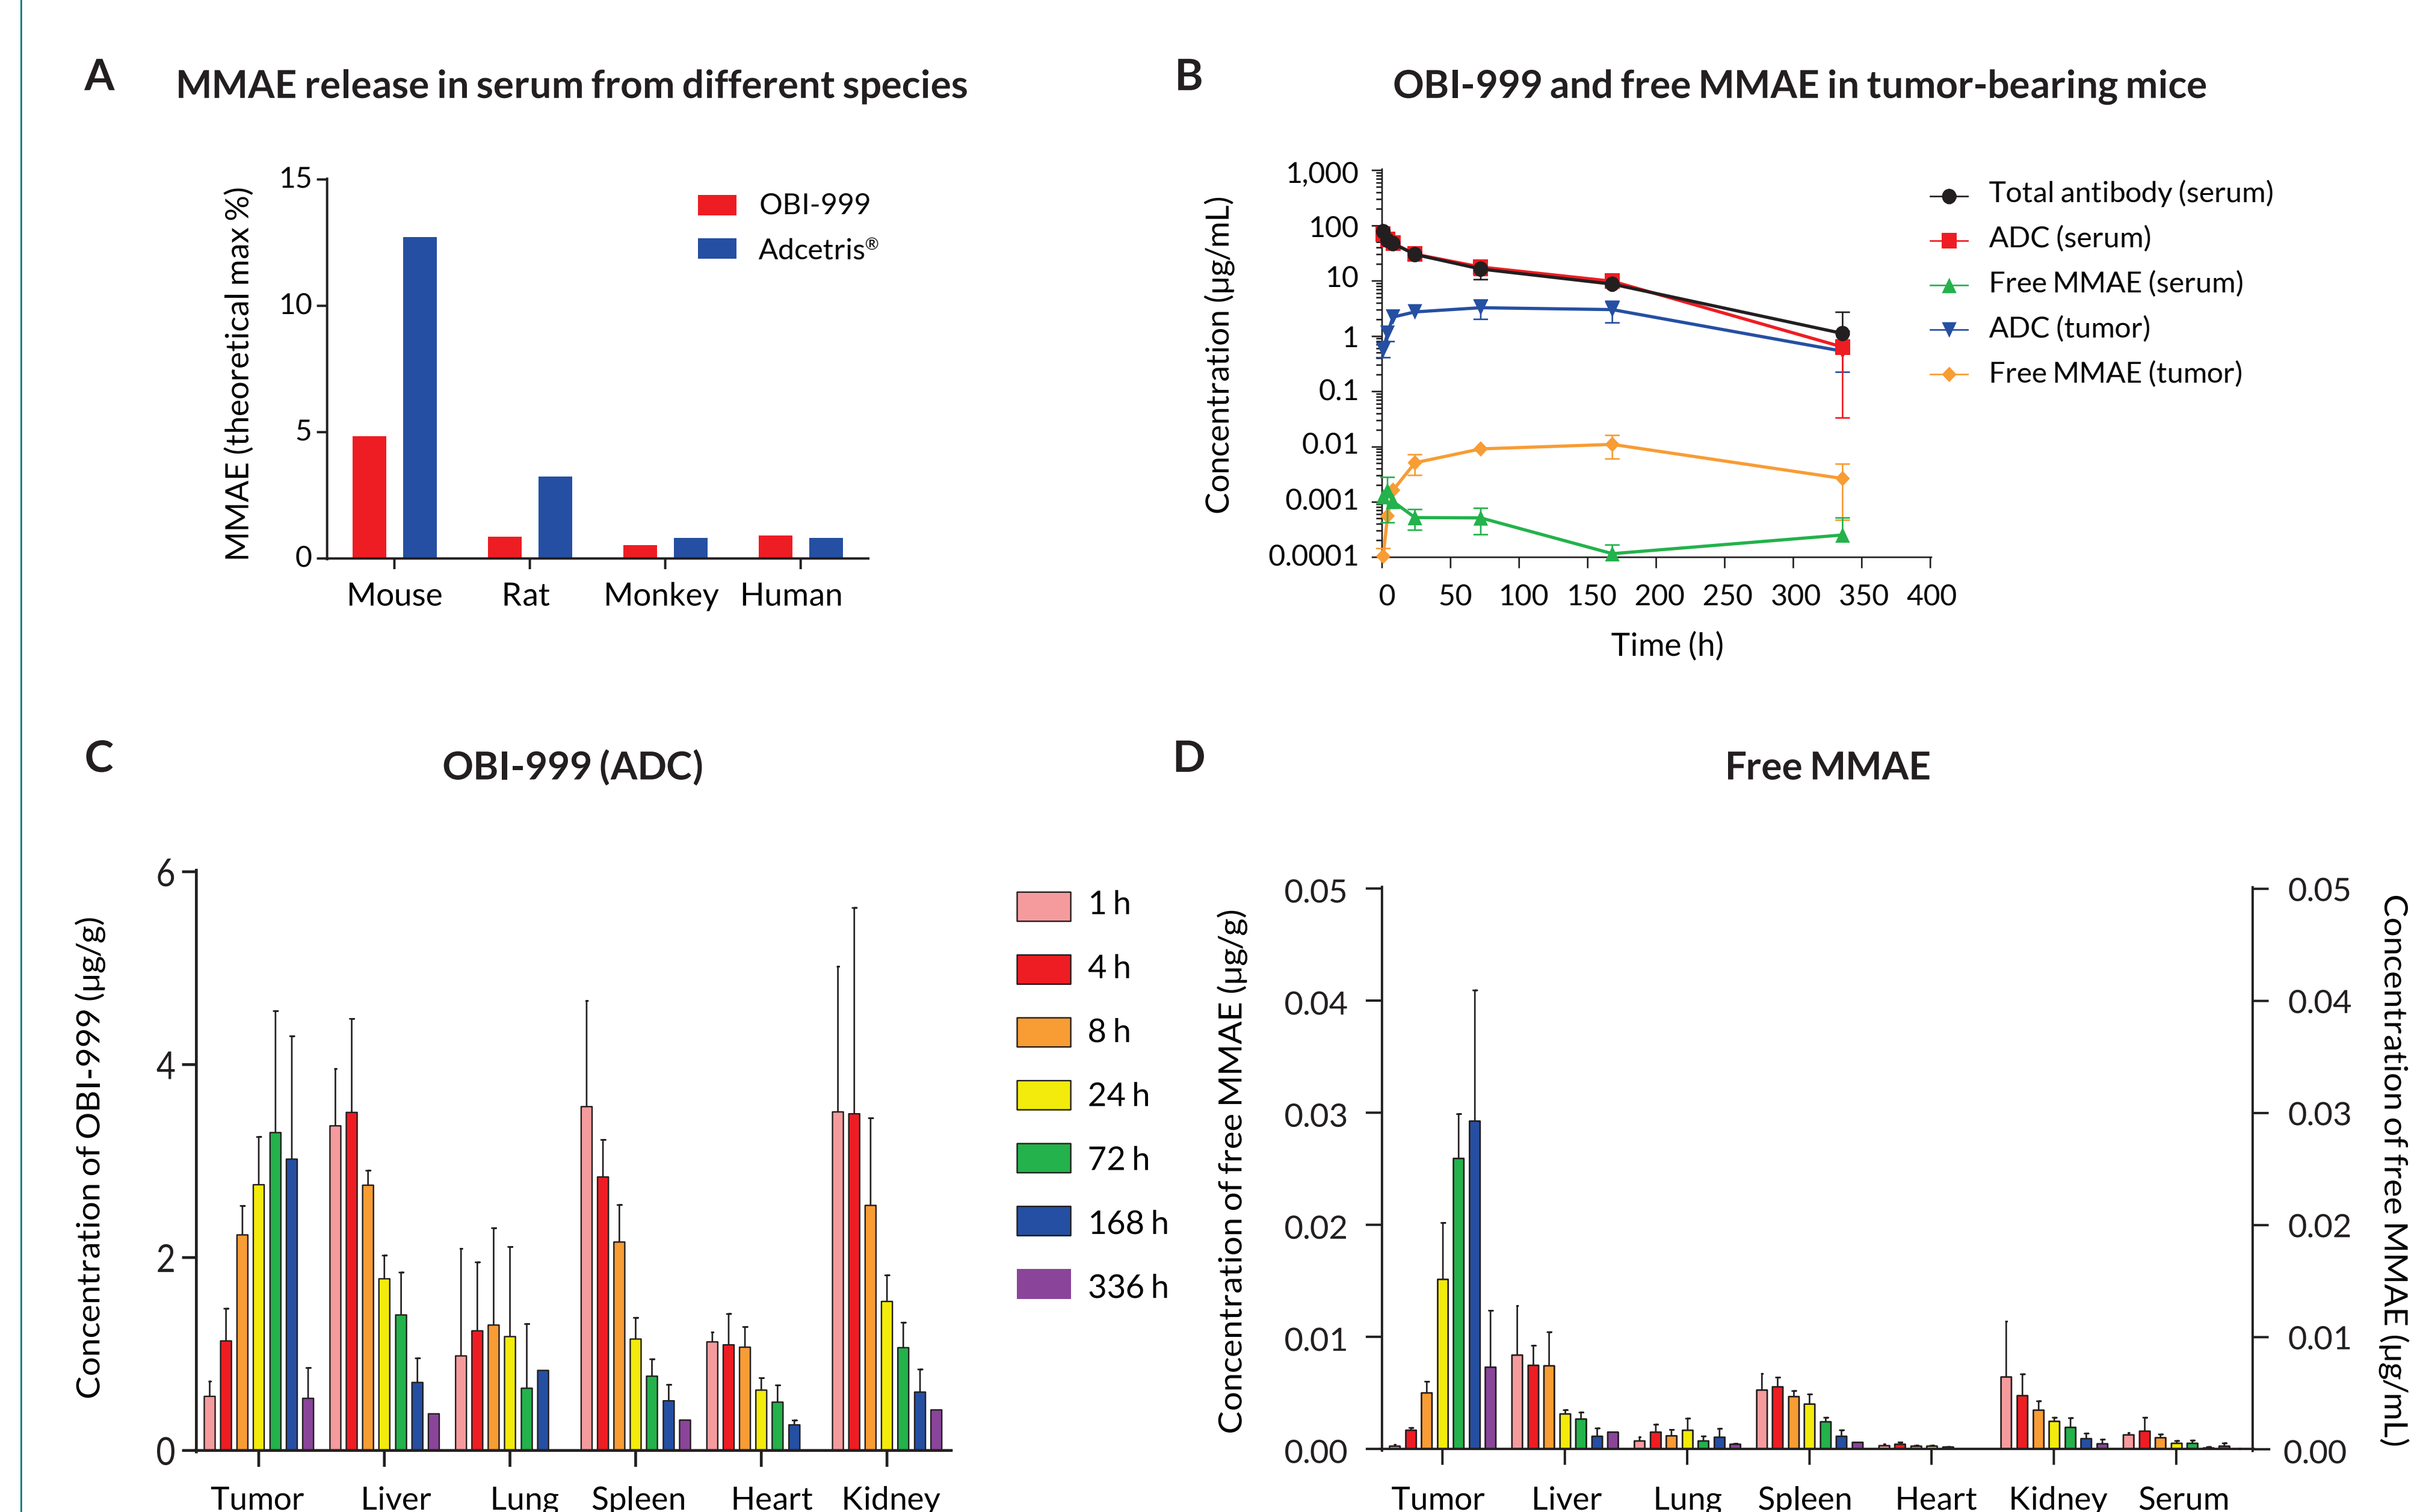 A
MMAE release in serum from different species
MMAE (theoretical max %)
15
10
5
0
OBI-999
Adcetris®
Mouse Rat Monkey Human
B
OBI-999 and free MMAE in tumor-bearing mice
Concentration (µg/mL)
1,000
100
10
1
0.1
0.01
0.001
0.0001
0 50 100 150 200 250 300 350 400
Time (h)
Total antibody (serum)
ADC (serum)
Free MMAE (serum)
ADC (tumor)
Free MMAE (tumor)
C
OBI-999 (ADC)
Concentration of OBI-999 (µg/g)
6
4
2
0
Tumor Liver Lung Spleen Heart Kidney
1 h
4 h
8 h
24 h
72 h
168 h
336 h
D
Free MMAE
Concentration of free MMAE (µg/g)
0.05
0.04
0.03
0.02
0.01
0.00
Tumor Liver Lung Spleen Heart Kidney Serum
0.05
0.04
0.03
0.02
0.01
0.00
Concentration of free MMAE (µg/mL)